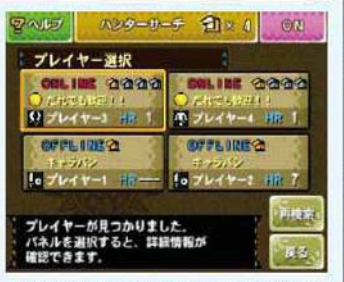 ? ヘルプ
ハンターサーチ × 4
ON
プレイヤー選択
ONLINE
だれでも歓迎！！
プレイヤー3 HR 1
ONLINE
だれでも歓迎！！
プレイヤー4 HR 1
OFFLINE
キャラバン
プレイヤー1 HR ──
OFFLINE
キャラバン
プレイヤー2 HR 7
プレイヤーが見つかりました。
パネルを選択すると、詳細情報が
確認できます。
再検索
戻る